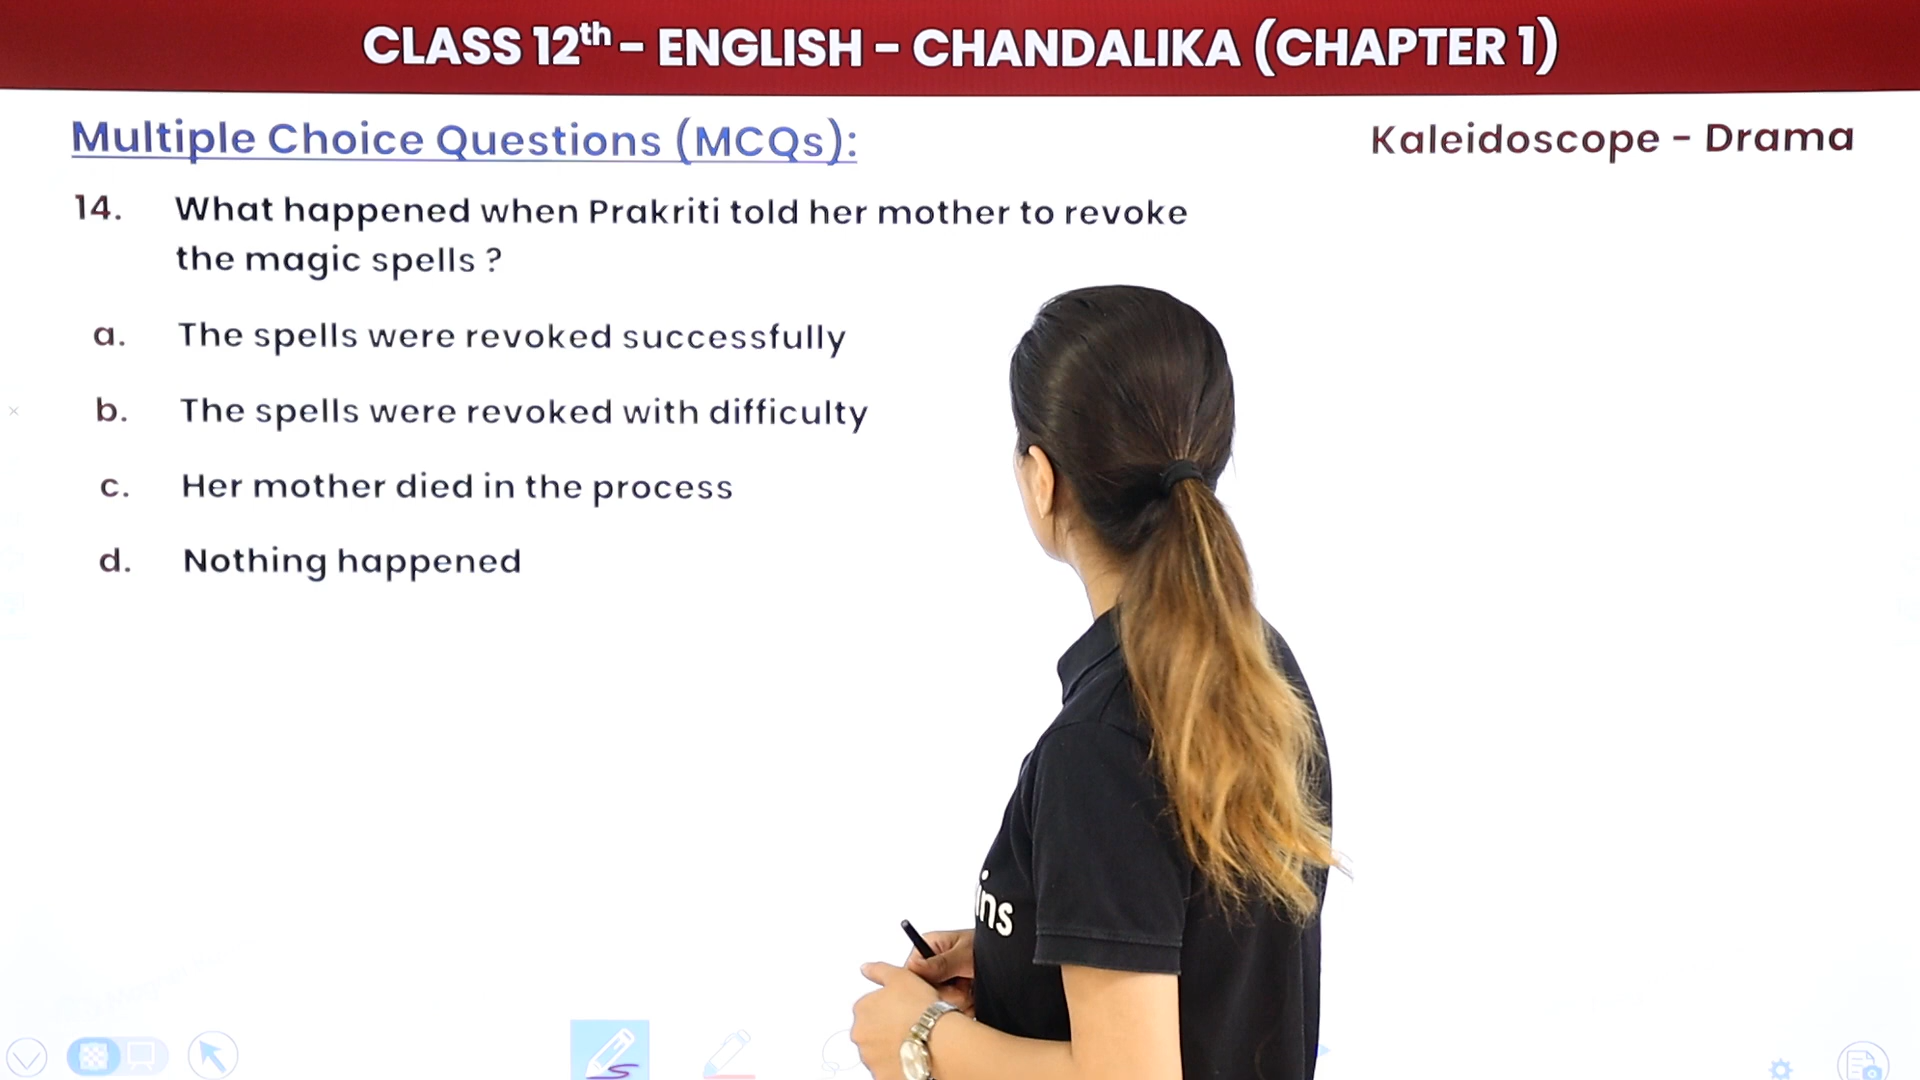 CLASS 12th - ENGLISH - CHANDALIKA (CHAPTER 1)
Multiple Choice Questions (MCQs):
Kaleidoscope - Drama
14. What happened when Prakriti told her mother to revoke
the magic spells ?
a. The spells were revoked successfully
b. The spells were revoked with difficulty
c. Her mother died in the process
d. Nothing happened
ins